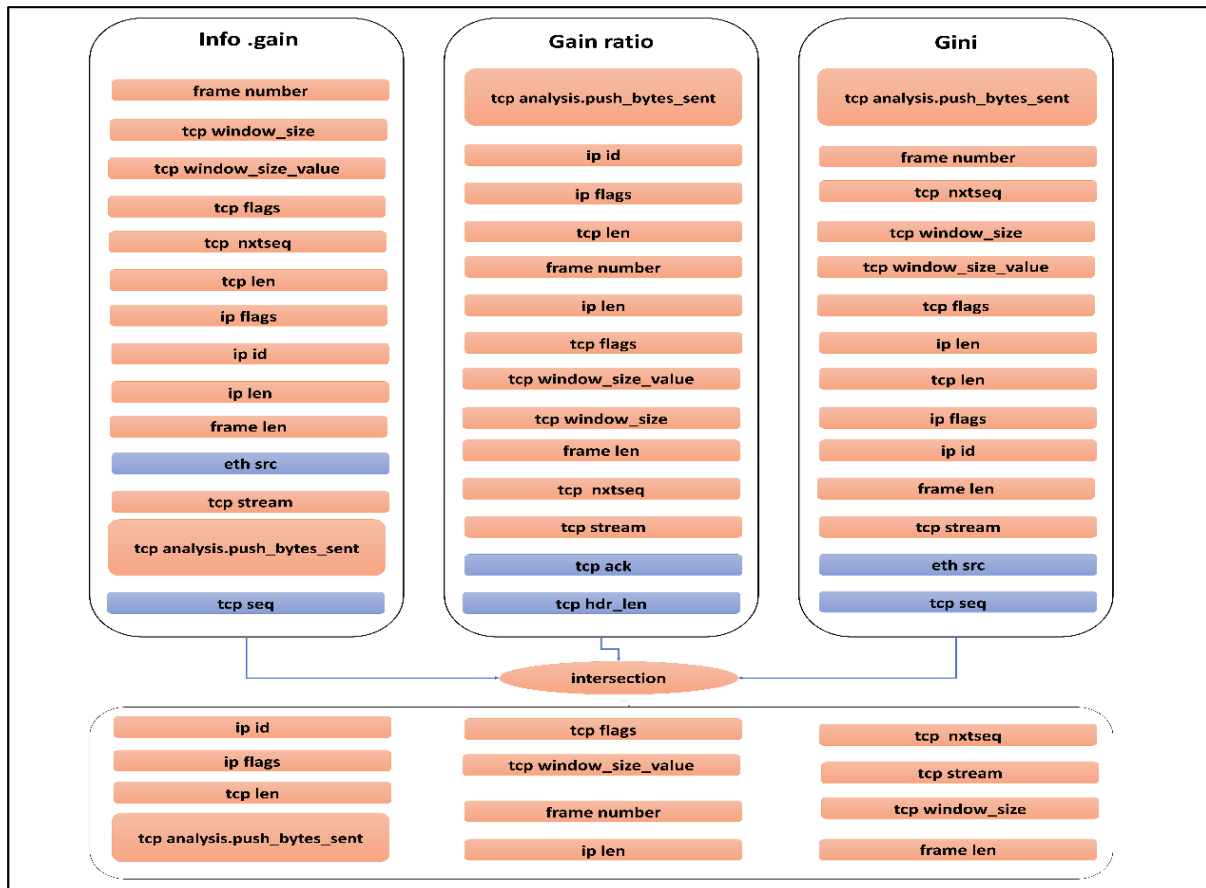 Info .gain
frame number
tcp window_size
tcp window_size_value
tcp flags
tcp nxtseq
tcp len
ip flags
ip id
ip len
frame len
eth src
tcp stream
tcp analysis.push_bytes_sent
tcp seq
Gain ratio
tcp analysis.push_bytes_sent
ip id
ip flags
tcp len
frame number
ip len
tcp flags
tcp window_size_value
tcp window_size
frame len
tcp nxtseq
tcp stream
tcp ack
tcp hdr_len
Gini
tcp analysis.push_bytes_sent
frame number
tcp nxtseq
tcp window_size
tcp window_size_value
tcp flags
ip len
tcp len
ip flags
ip id
frame len
tcp stream
eth src
tcp seq
intersection
ip id
ip flags
tcp len
tcp analysis.push_bytes_sent
tcp flags
tcp window_size_value
frame number
ip len
tcp nxtseq
tcp stream
tcp window_size
frame len